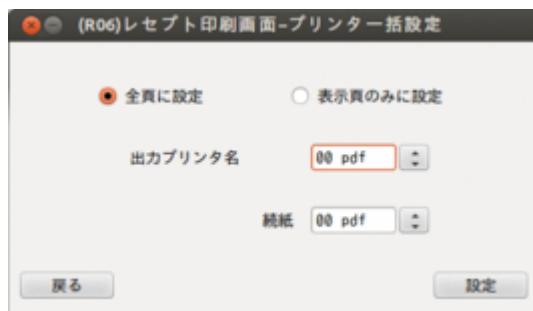 (R06)レセプト印刷画面–プリンター括設定
全頁に設定 表示頁のみに設定
出力プリンタ名 00 pdf
続紙 00 pdf
戻る 設定